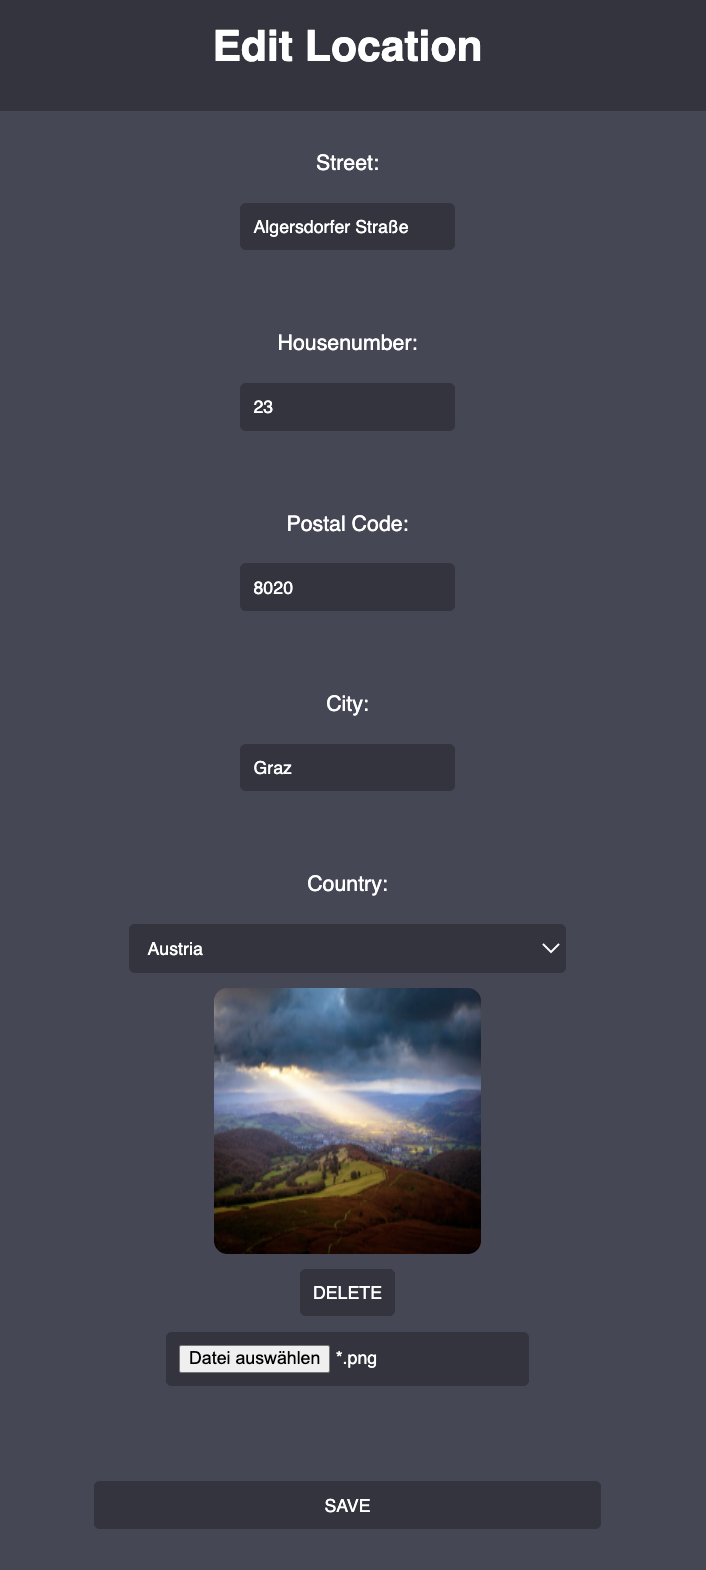 Edit Location
Street:
Algersdorfer Straße
Housenumber:
23
Postal Code:
8020
City:
Graz
Country:
Austria
DELETE
Datei auswählen *.png
SAVE